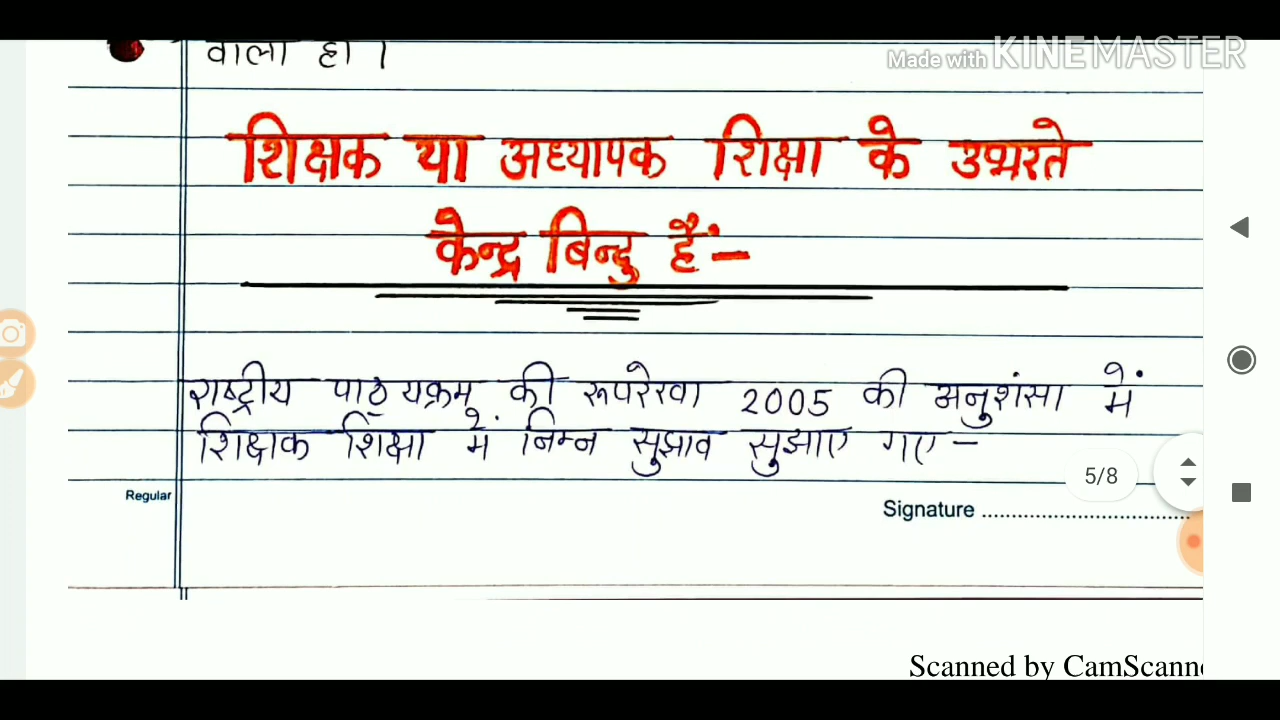 वाला हो ।
Made with KINEMASTER
शिक्षक या अध्यापक शिक्षा के उभरते
केन्द्र बिन्दु हैं:-
राष्ट्रीय पाठ्यक्रम की रूपरेखा 2005 की अनुशंसा में
शिक्षक शिक्षा में निम्न सुझाव सुझाए गए -
5/8
Regular
Signature ................................
Scanned by CamScanne